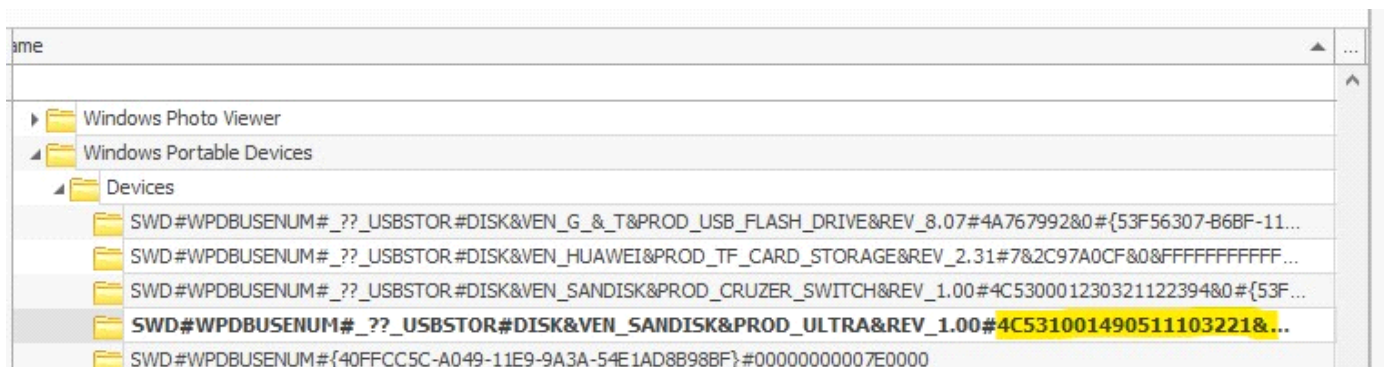 ame ...
Windows Photo Viewer
Windows Portable Devices
Devices
SWD#WPDBUSENUM#_??_USBSTOR#DISK&VEN_G_&_T&PROD_USB_FLASH_DRIVE&REV_8.07#4A767992&0#{53F56307-B6BF-11...
SWD#WPDBUSENUM#_??_USBSTOR#DISK&VEN_HUAWEI&PROD_TF_CARD_STORAGE&REV_2.31#7&2C97A0CF&0&FFFFFFFFFFFF...
SWD#WPDBUSENUM#_??_USBSTOR#DISK&VEN_SANDISK&PROD_CRUZER_SWITCH&REV_1.00#4C530001230321122394&0#{53F...
SWD#WPDBUSENUM#_??_USBSTOR#DISK&VEN_SANDISK&PROD_ULTRA&REV_1.00#4C531001490511103221&...
SWD#WPDBUSENUM#{40FFCC5C-A049-11E9-9A3A-54E1AD8B98BF}#00000000007E0000